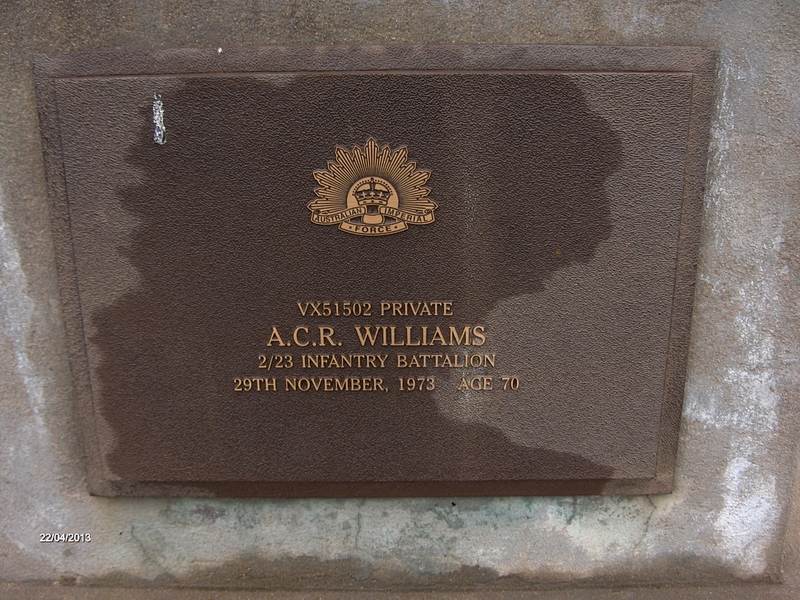 AUSTRALIAN IMPERIAL
FORCE
VX51502 PRIVATE
A.C.R. WILLIAMS
2/23 INFANTRY BATTALION
29TH NOVEMBER, 1973 AGE 70
22/04/2013